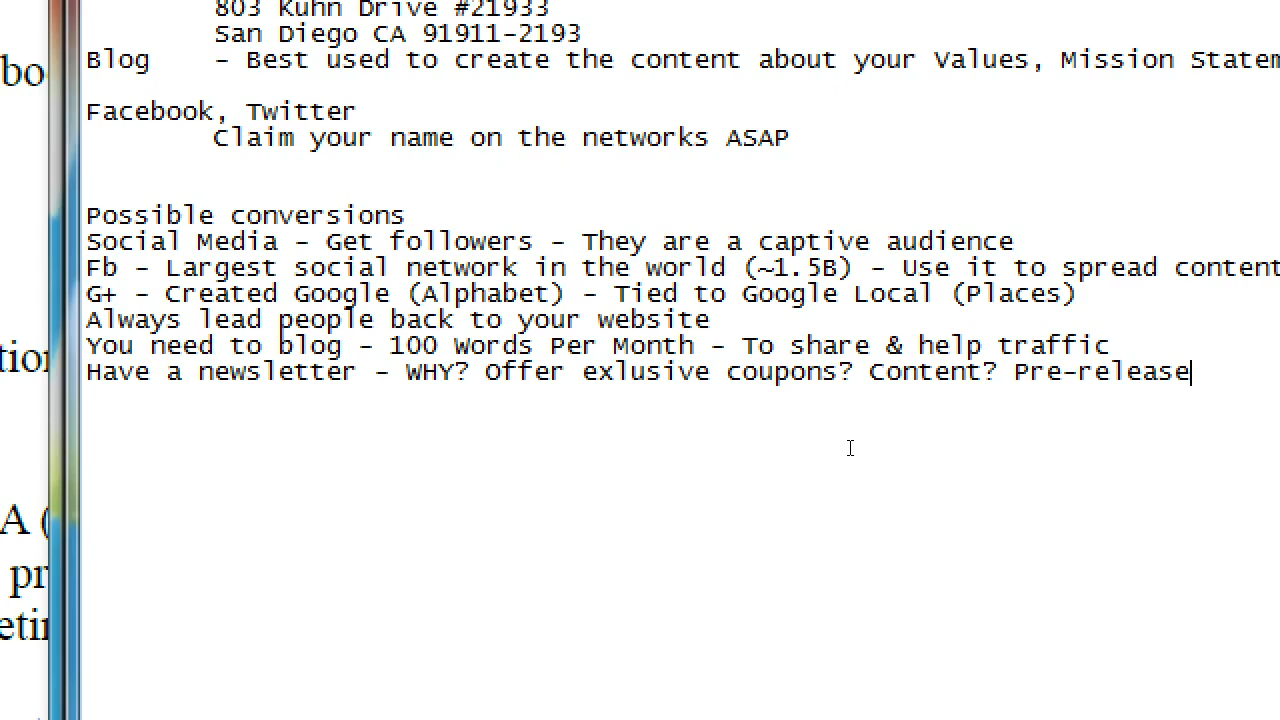 803 Kuhn Drive #21933
San Diego CA 91911-2193
Blog - Best used to create the content about your Values, Mission Statem
Facebook, Twitter
Claim your name on the networks ASAP
Possible conversions
Social Media - Get followers - They are a captive audience
Fb - Largest social network in the world (~1.5B) - Use it to spread content
G+ - Created Google (Alphabet) - Tied to Google Local (Places)
Always lead people back to your website
You need to blog - 100 Words Per Month - To share & help traffic
Have a newsletter - WHY? Offer exlusive coupons? Content? Pre-release
bo
tion
A (
pr
etin